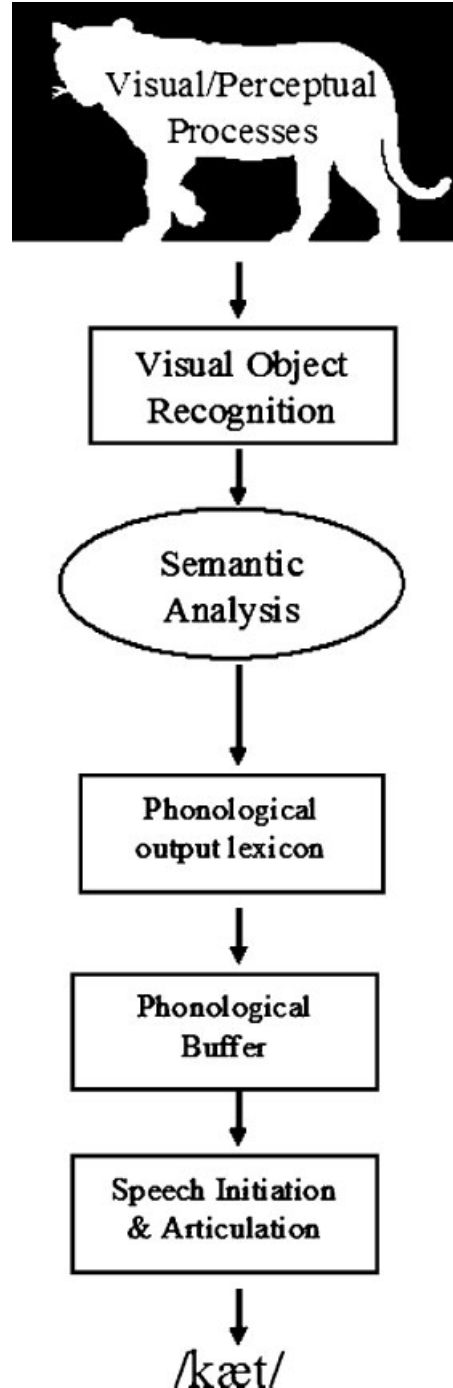 Visual/Perceptual
Processes
Visual Object
Recognition
Semantic
Analysis
Phonological
output lexicon
Phonological
Buffer
Speech Initiation
& Articulation
/kæt/